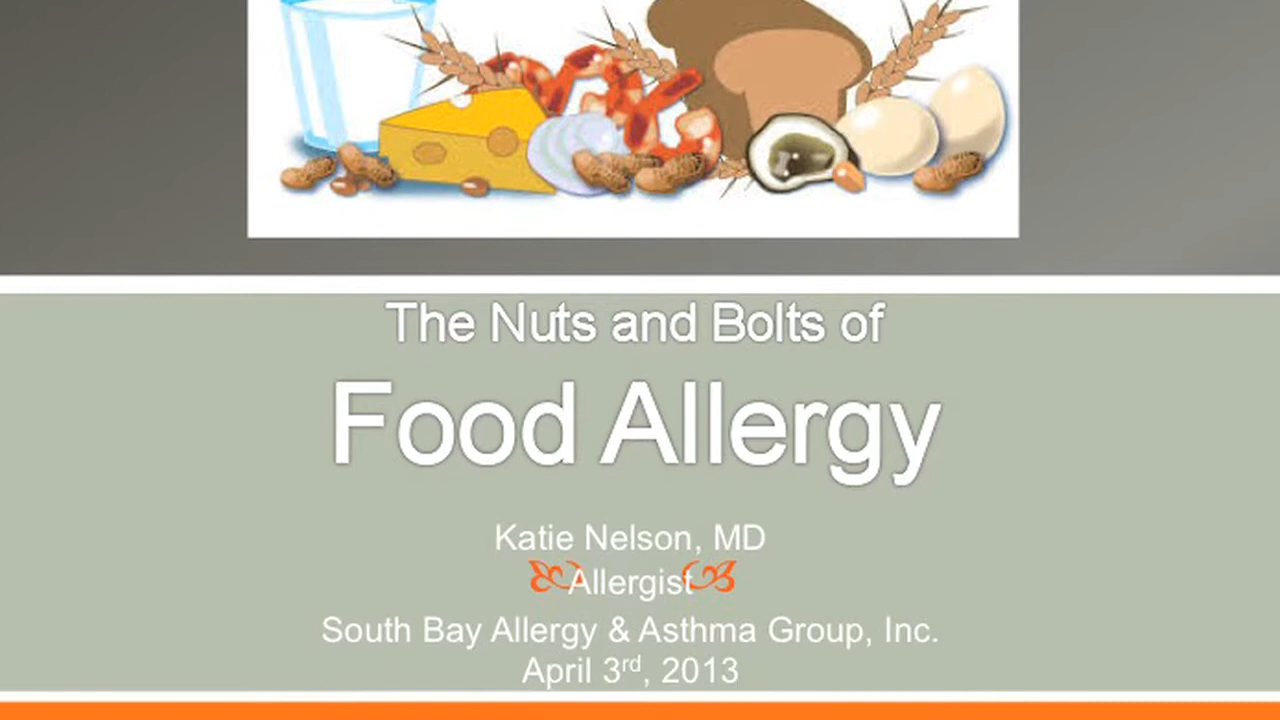 The Nuts and Bolts of
Food Allergy
Katie Nelson, MD
Allergist
South Bay Allergy & Asthma Group, Inc.
April 3rd, 2013